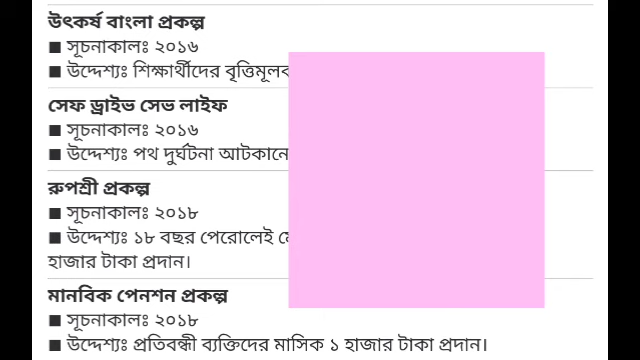 উৎকর্ষ বাংলা প্রকল্প
■ সূচনাকালঃ ২০১৬
■ উদ্দেশ্যঃ শিক্ষার্থীদের
সেফ ড্রাইভ সেভ লাইফ
■ সূচনাকালঃ ২০১৬
■ উদ্দেশ্যঃ পথ দুর্ঘটনা আটকানো
রুপশ্রী প্রকল্প
■ সূচনাকালঃ ২০১৮
■ উদ্দেশ্যঃ ১৮ বছর পেরোলেই
হাজার টাকা প্রদান।
মানবিক পেনশন প্রকল্প
■ সূচনাকালঃ ২০১৮
■ উদ্দেশ্যঃ প্রতিবন্ধী ব্যক্তিদের মাসিক ১ হাজার টাকা প্রদান।